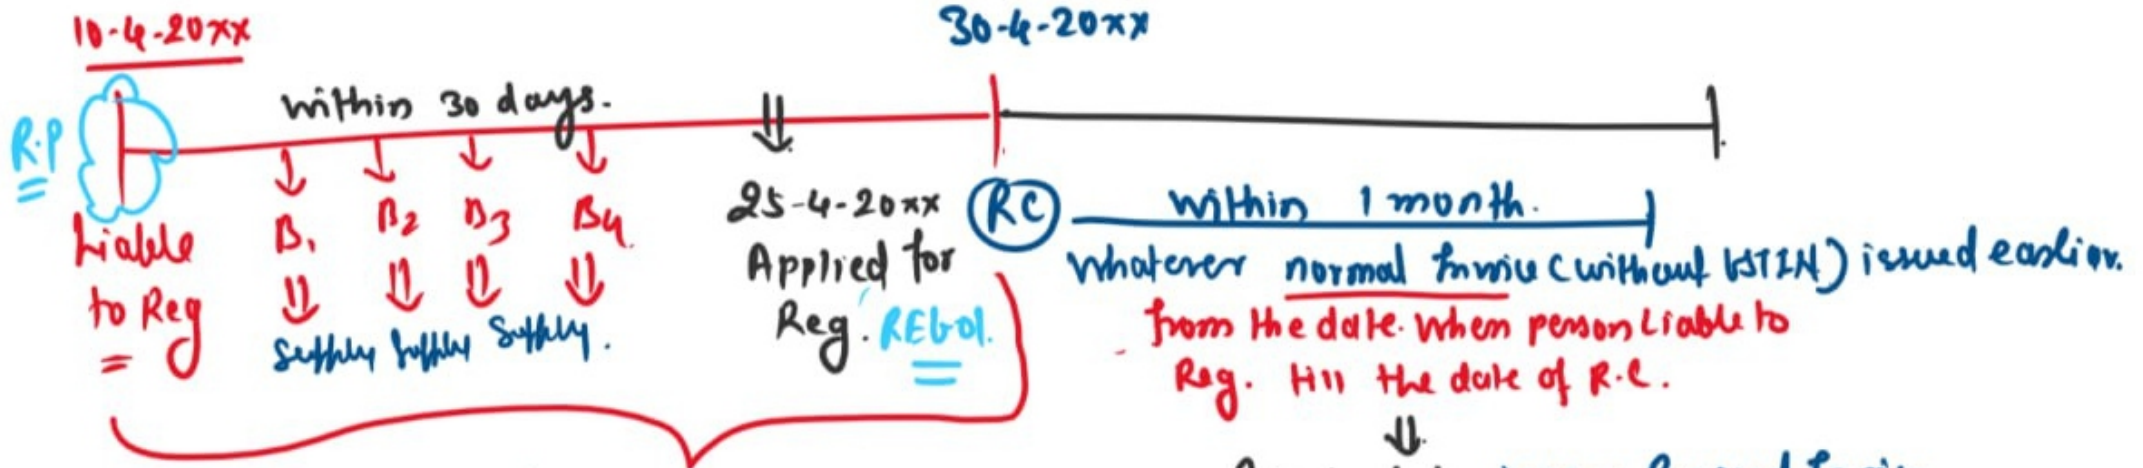 10-4-20xx
30-4-20xx
within 30 days.
R.P
Liable
to Reg
B1 B2 B3 B4
Supply Supply Supply.
25-4-20xx
Applied for
Reg. REG01.
RC
within 1 month.
Whatever normal Invoice (without GSTIN) issued earlier.
from the date when person Liable to
Reg. till the date of R.C.